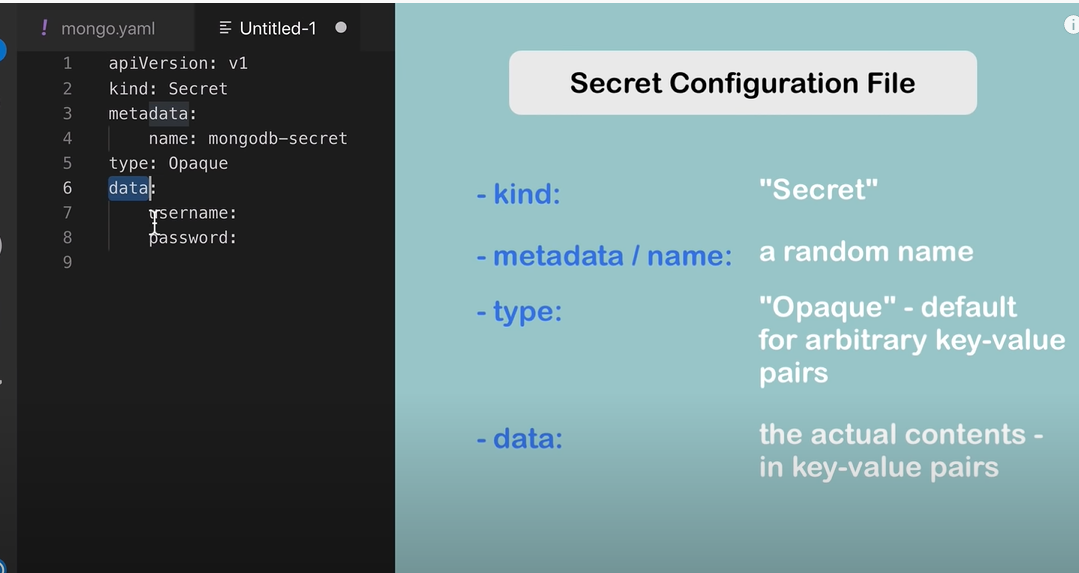 ! mongo.yaml
Untitled-1
1 apiVersion: v1
2 kind: Secret
3 metadata:
4 name: mongodb-secret
5 type: Opaque
6 data:
7 username:
8 password:
9
Secret Configuration File
- kind: "Secret"
- metadata / name: a random name
- type: "Opaque" - default
for arbitrary key-value
pairs
- data: the actual contents -
in key-value pairs